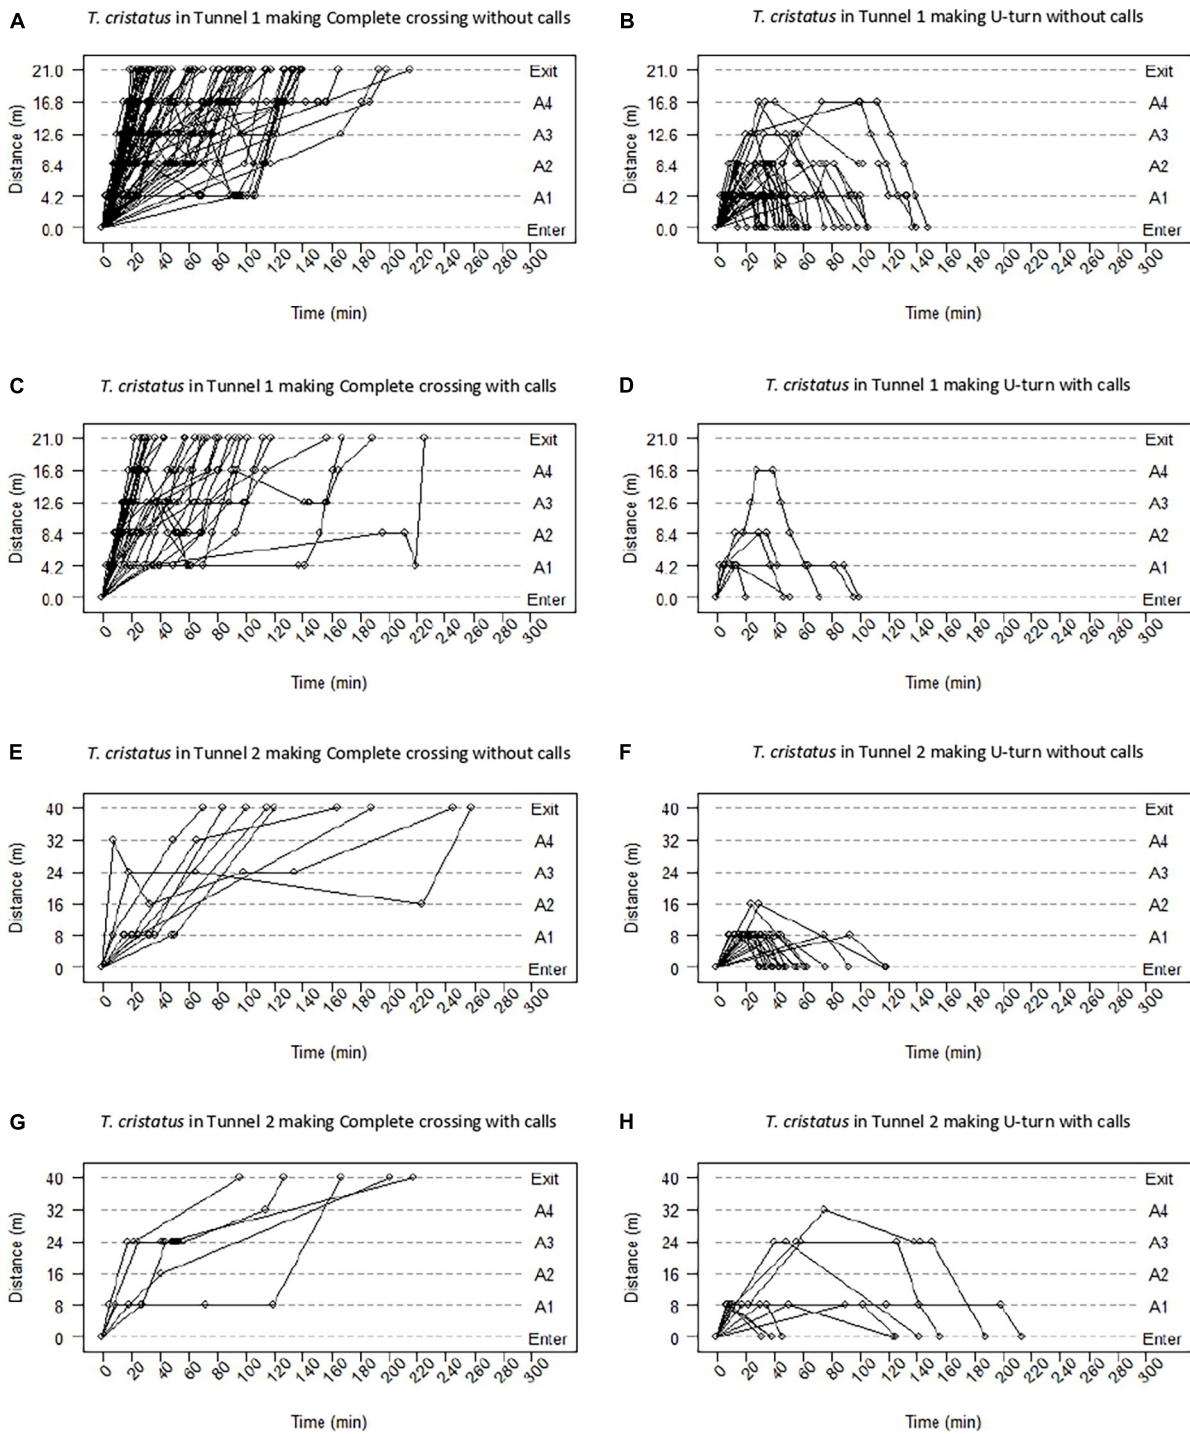 A
T. cristatus in Tunnel 1 making Complete crossing without calls
Distance (m)
21.0
16.8
12.6
8.4
4.2
0.0
Exit
A4
A3
A2
A1
Enter
0 20 40 60 80 100 120 140 160 180 200 220 240 260 280 300
Time (min)
B
T. cristatus in Tunnel 1 making U-turn without calls
Distance (m)
21.0
16.8
12.6
8.4
4.2
0.0
Exit
A4
A3
A2
A1
Enter
0 20 40 60 80 100 120 140 160 180 200 220 240 260 280 300
Time (min)
C
T. cristatus in Tunnel 1 making Complete crossing with calls
Distance (m)
21.0
16.8
12.6
8.4
4.2
0.0
Exit
A4
A3
A2
A1
Enter
0 20 40 60 80 100 120 140 160 180 200 220 240 260 280 300
Time (min)
D
T. cristatus in Tunnel 1 making U-turn with calls
Distance (m)
21.0
16.8
12.6
8.4
4.2
0.0
Exit
A4
A3
A2
A1
Enter
0 20 40 60 80 100 120 140 160 180 200 220 240 260 280 300
Time (min)
E
T. cristatus in Tunnel 2 making Complete crossing without calls
Distance (m)
40
32
24
16
8
0
Exit
A4
A3
A2
A1
Enter
0 20 40 60 80 100 120 140 160 180 200 220 240 260 280 300
Time (min)
F
T. cristatus in Tunnel 2 making U-turn without calls
Distance (m)
40
32
24
16
8
0
Exit
A4
A3
A2
A1
Enter
0 20 40 60 80 100 120 140 160 180 200 220 240 260 280 300
Time (min)
G
T. cristatus in Tunnel 2 making Complete crossing with calls
Distance (m)
40
32
24
16
8
0
Exit
A4
A3
A2
A1
Enter
0 20 40 60 80 100 120 140 160 180 200 220 240 260 280 300
Time (min)
H
T. cristatus in Tunnel 2 making U-turn with calls
Distance (m)
40
32
24
16
8
0
Exit
A4
A3
A2
A1
Enter
0 20 40 60 80 100 120 140 160 180 200 220 240 260 280 300
Time (min)